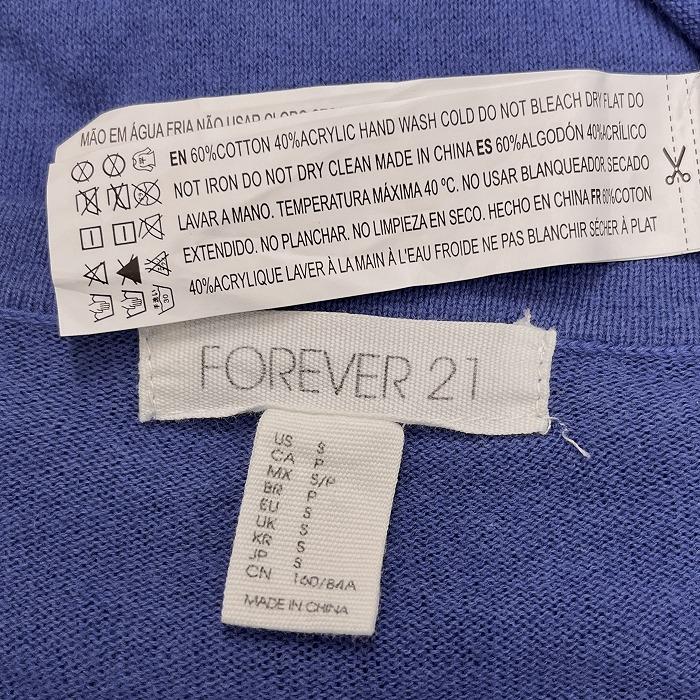 MÃO EM ÁGUA FRIA NÃO USAR
EN 60%COTTON 40%ACRYLIC HAND WASH COLD DO NOT BLEACH DRY FLAT DO
NOT IRON DO NOT DRY CLEAN MADE IN CHINA ES 60%ALGODÓN 40%ACRÍLICO
LAVAR A MANO. TEMPERATURA MÁXIMA 40 ºC. NO USAR BLANQUEADOR. SECADO
EXTENDIDO. NO PLANCHAR. NO LIMPIEZA EN SECO. HECHO EN CHINA FR 60%COTON
40%ACRYLIQUE LAVER À LA MAIN À L'EAU FROIDE NE PAS BLANCHIR SÉCHER À PLAT
30
FOREVER 21
US S
CA P
MX S/P
BR P
EU S
UK S
KR S
JP S
CN 160/84A
MADE IN CHINA